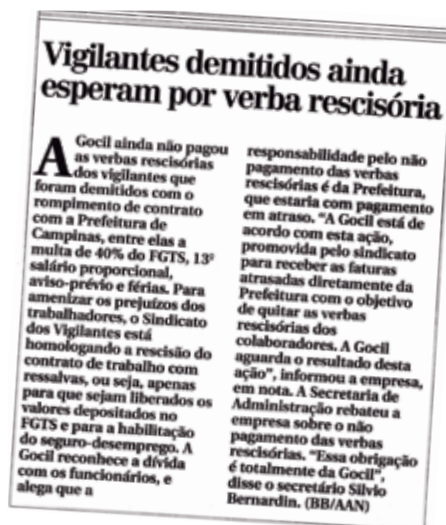 Vigilantes demitidos ainda
esperam por verba rescisória
A Gocil ainda não pagou
as verbas rescisórias
dos vigilantes que
foram demitidos com o
rompimento de contrato
com a Prefeitura de
Campinas, entre elas a
multa de 40% do FGTS, 13º
salário proporcional,
aviso-prévio e férias. Para
amenizar os prejuízos dos
trabalhadores, o Sindicato
dos Vigilantes está
homologando a rescisão do
contrato de trabalho com
ressalvas, ou seja, apenas
para que sejam liberados os
valores depositados no
FGTS e para a habilitação
do seguro-desemprego. A
Gocil reconhece a dívida
com os funcionários, e
alega que a
responsabilidade pelo não
pagamento das verbas
rescisórias é da Prefeitura,
que estaria com pagamento
em atraso. "A Gocil está de
acordo com esta ação,
promovida pelo sindicato
para receber as faturas
atrasadas diretamente da
Prefeitura com o objetivo
de quitar as verbas
rescisórias dos
colaboradores. A Gocil
aguarda o resultado desta
ação", informou a empresa,
em nota. A Secretaria de
Administração rebateu a
empresa sobre o não
pagamento das verbas
rescisórias. "Essa obrigação
é totalmente da Gocil",
disse o secretário Silvio
Bernardin. (BB/AAN)